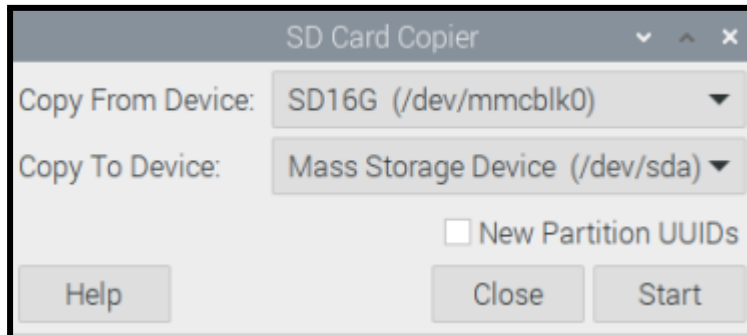 SD Card Copier
Copy From Device: SD16G (/dev/mmcblk0)
Copy To Device: Mass Storage Device (/dev/sda)
New Partition UUIDs
Help Close Start